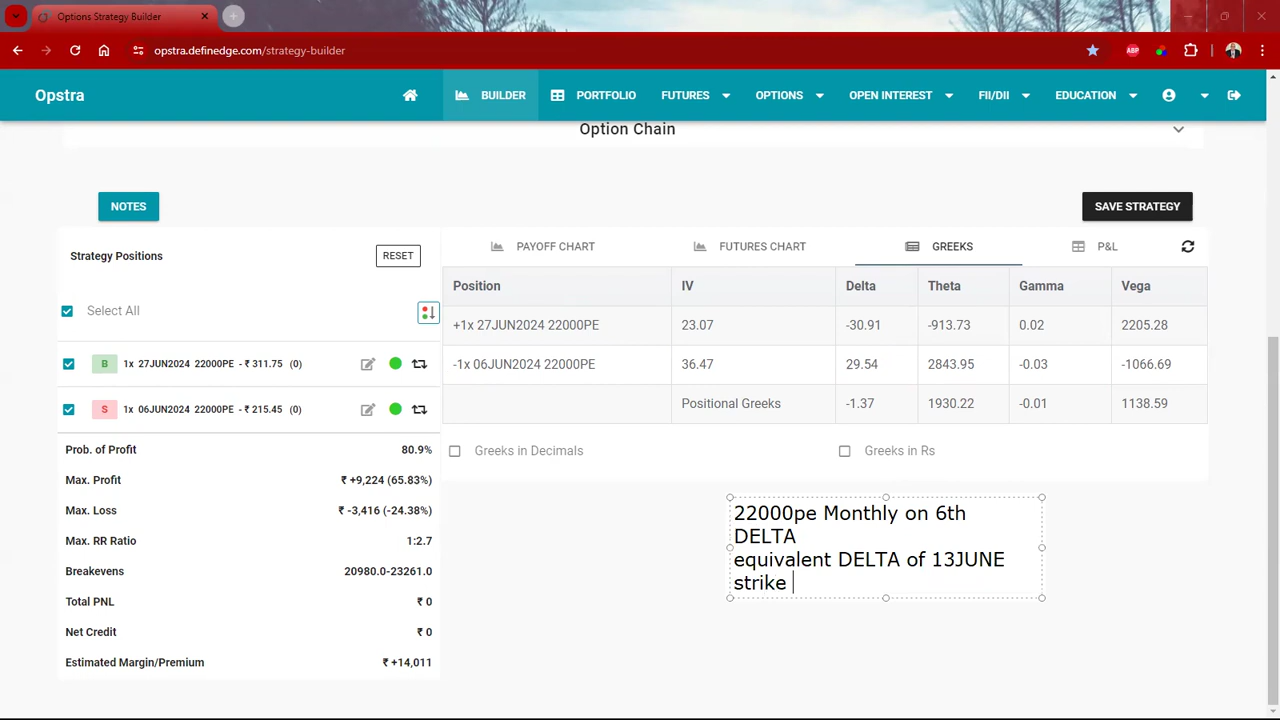 Options Strategy Builder
opstra.definedge.com/strategy-builder
ABP
Opstra
BUILDER
PORTFOLIO
FUTURES
OPTIONS
OPEN INTEREST
FII/DII
EDUCATION
Option Chain
NOTES
SAVE STRATEGY
Strategy Positions
RESET
PAYOFF CHART
FUTURES CHART
GREEKS
P&L
Select All
B 1x 27JUN2024 22000PE - ₹ 311.75 (0)
S 1x 06JUN2024 22000PE - ₹ 215.45 (0)
Prob. of Profit 80.9%
Max. Profit ₹ +9,224 (65.83%)
Max. Loss ₹ -3,416 (-24.38%)
Max. RR Ratio 1:2.7
Breakevens 20980.0-23261.0
Total PNL ₹ 0
Net Credit ₹ 0
Estimated Margin/Premium ₹ +14,011
Position IV Delta Theta Gamma Vega
+1x 27JUN2024 22000PE 23.07 -30.91 -913.73 0.02 2205.28
-1x 06JUN2024 22000PE 36.47 29.54 2843.95 -0.03 -1066.69
Positional Greeks -1.37 1930.22 -0.01 1138.59
Greeks in Decimals
Greeks in Rs
22000pe Monthly on 6th
DELTA
equivalent DELTA of 13JUNE
strike